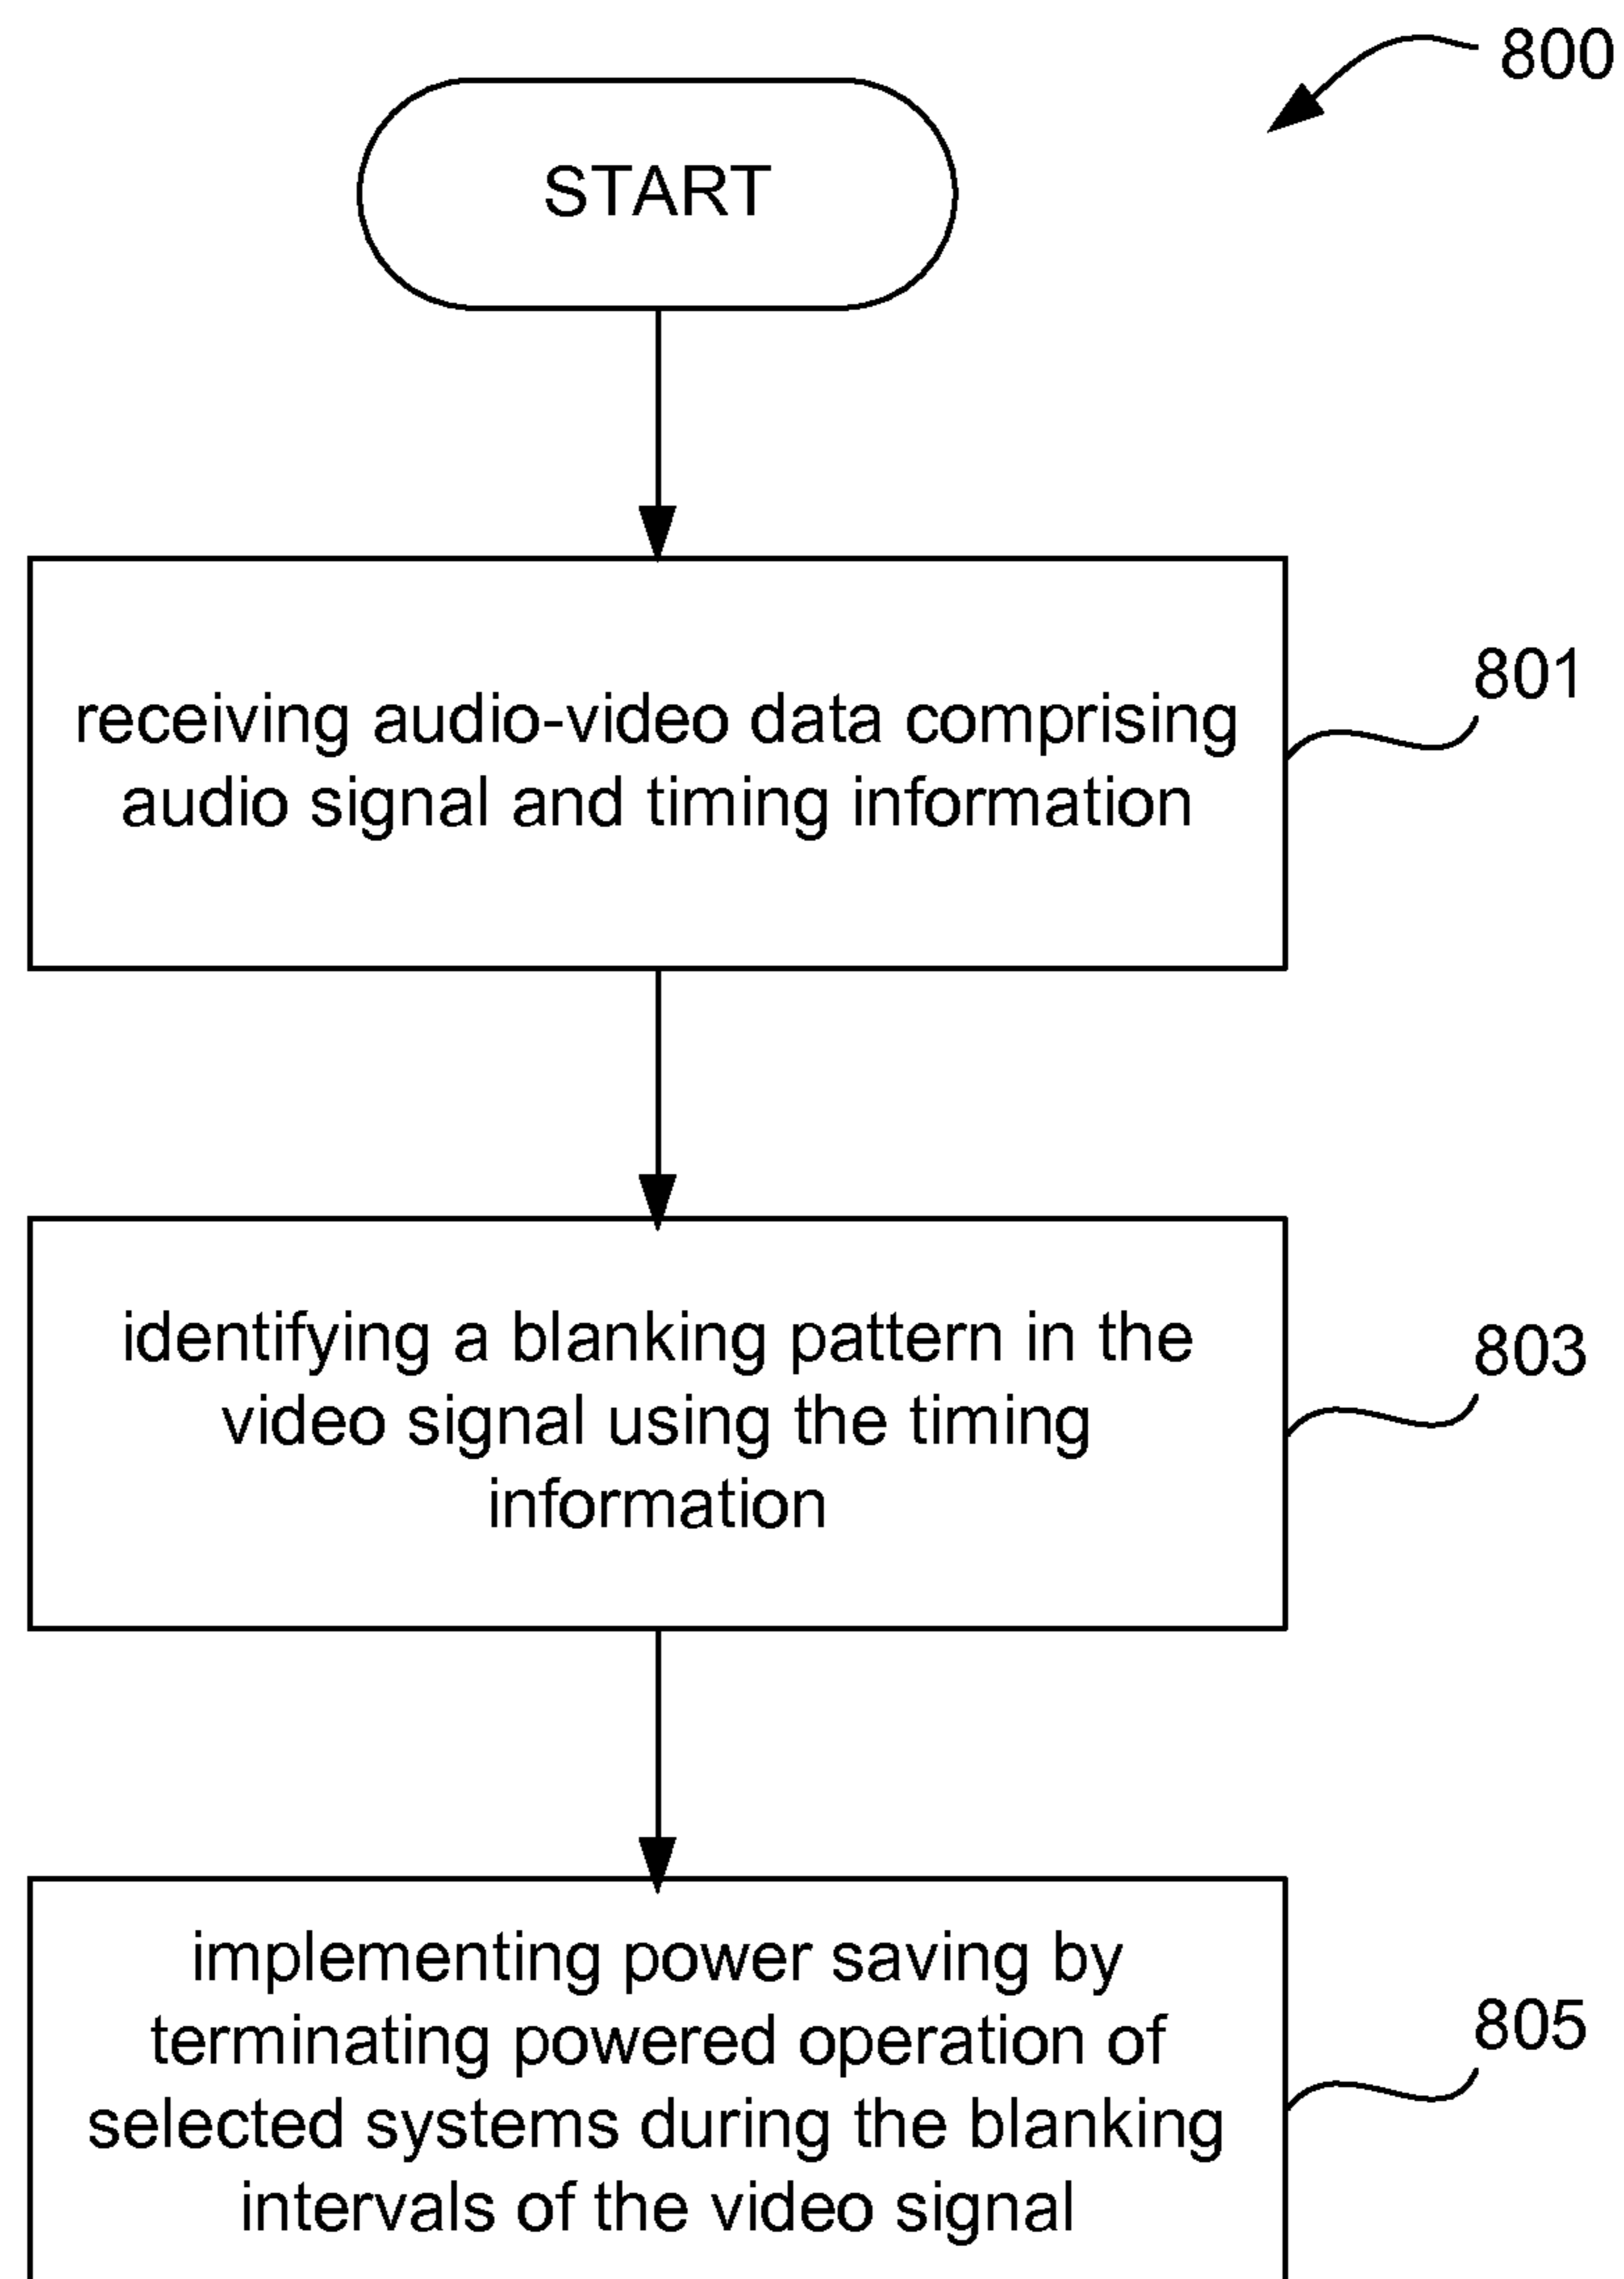 800
START
801
receiving audio-video data comprising
audio signal and timing information
803
identifying a blanking pattern in the
video signal using the timing
information
805
implementing power saving by
terminating powered operation of
selected systems during the blanking
intervals of the video signal